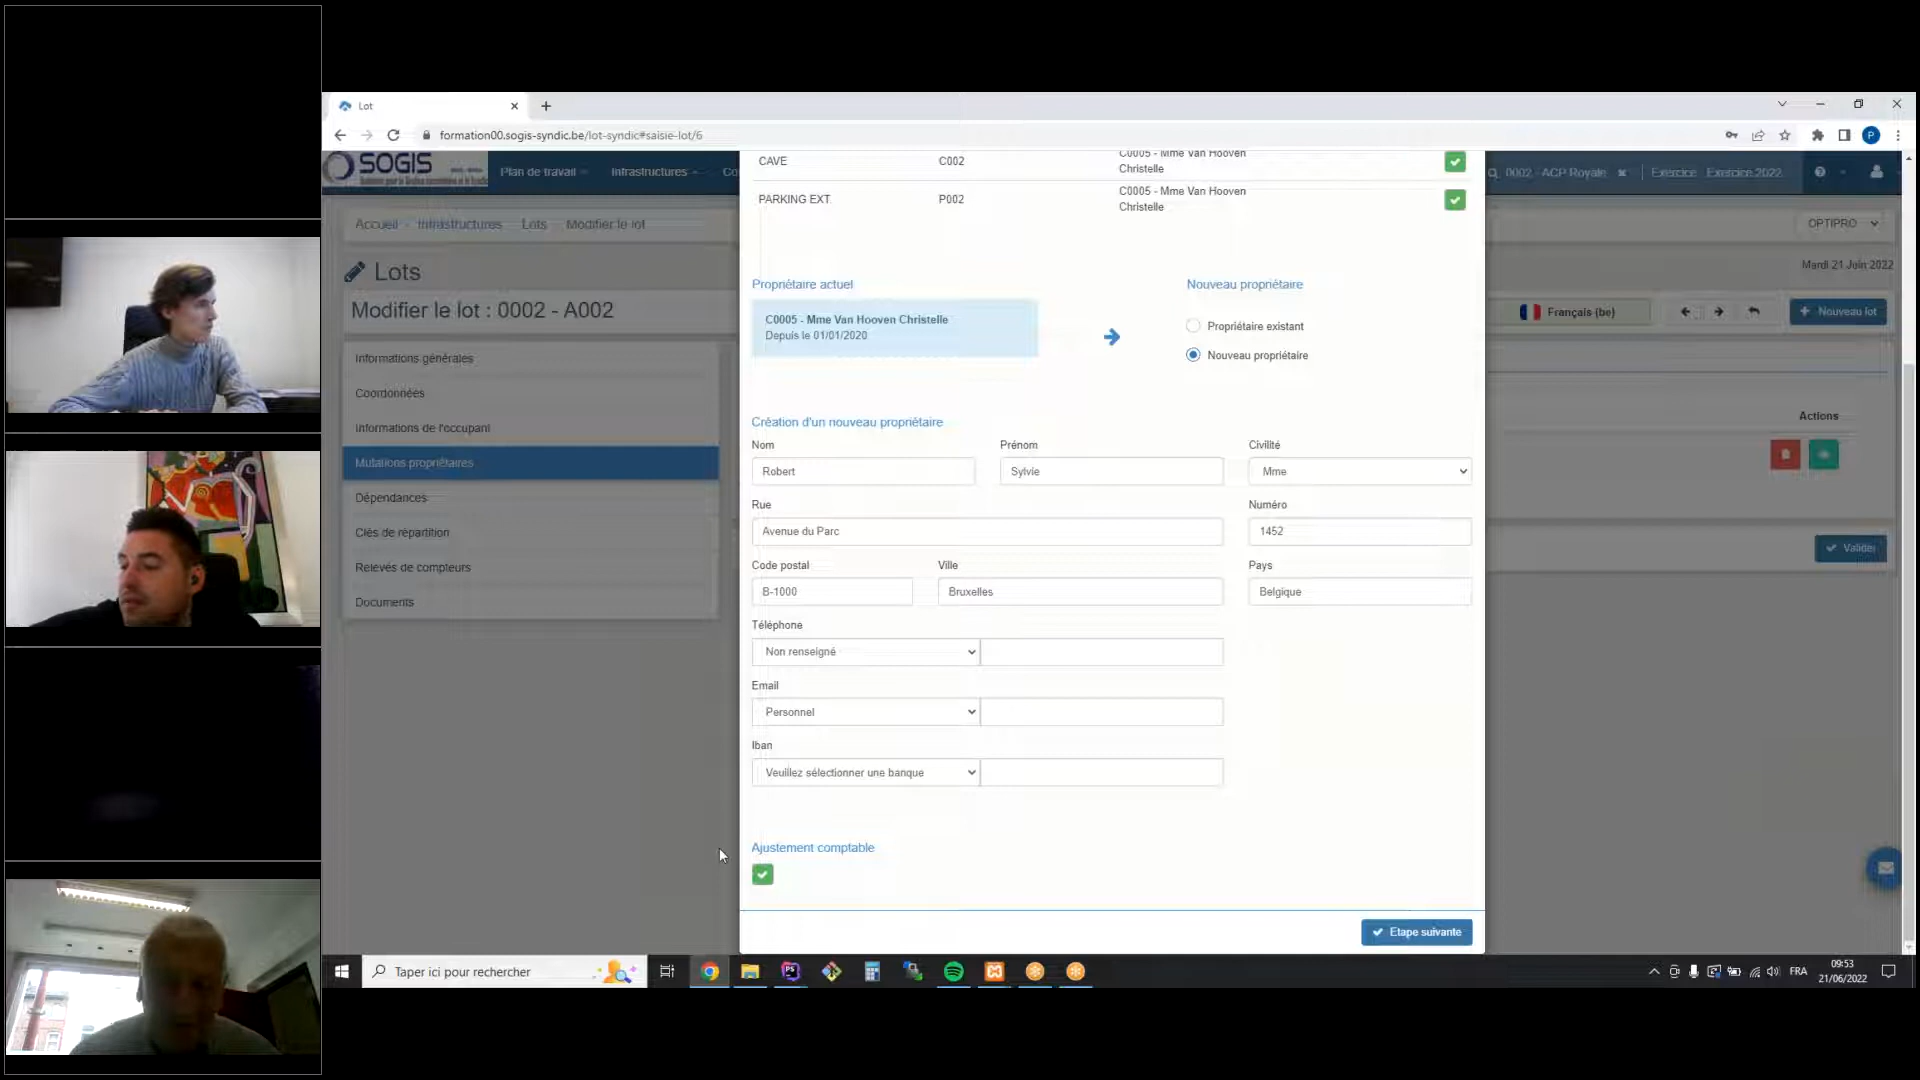 Lot
formation00.sogis-syndic.be/lot-syndic#saisie-lot/6
SOGIS
Plan de travail
Infrastructures
Co
0002 - ACP Royale
Exercice : Exercice 2022
Accueil
Infrastructures
Lots
Modifier le lot
OPTIPRO
Mardi 21 Juin 2022
Lots
Modifier le lot : 0002 - A002
Français (be)
Nouveau lot
Informations générales
Coordonnées
Informations de l'occupant
Mutations propriétaires
Dépendances
Clés de répartition
Relevés de compteurs
Documents
Actions
Valider
CAVE
C002
C0005 - Mme Van Hooven
Christelle
PARKING EXT
P002
C0005 - Mme Van Hooven
Christelle
Propriétaire actuel
Nouveau propriétaire
C0005 - Mme Van Hooven Christelle
Depuis le 01/01/2020
Propriétaire existant
Nouveau propriétaire
Création d'un nouveau propriétaire
Nom
Prénom
Civilité
Robert
Sylvie
Mme
Rue
Numéro
Avenue du Parc
1452
Code postal
Ville
Pays
B-1000
Bruxelles
Belgique
Téléphone
Non renseigné
Email
Personnel
Iban
Veuillez sélectionner une banque
Ajustement comptable
Etape suivante
Taper ici pour rechercher
FRA
09:53
21/06/2022